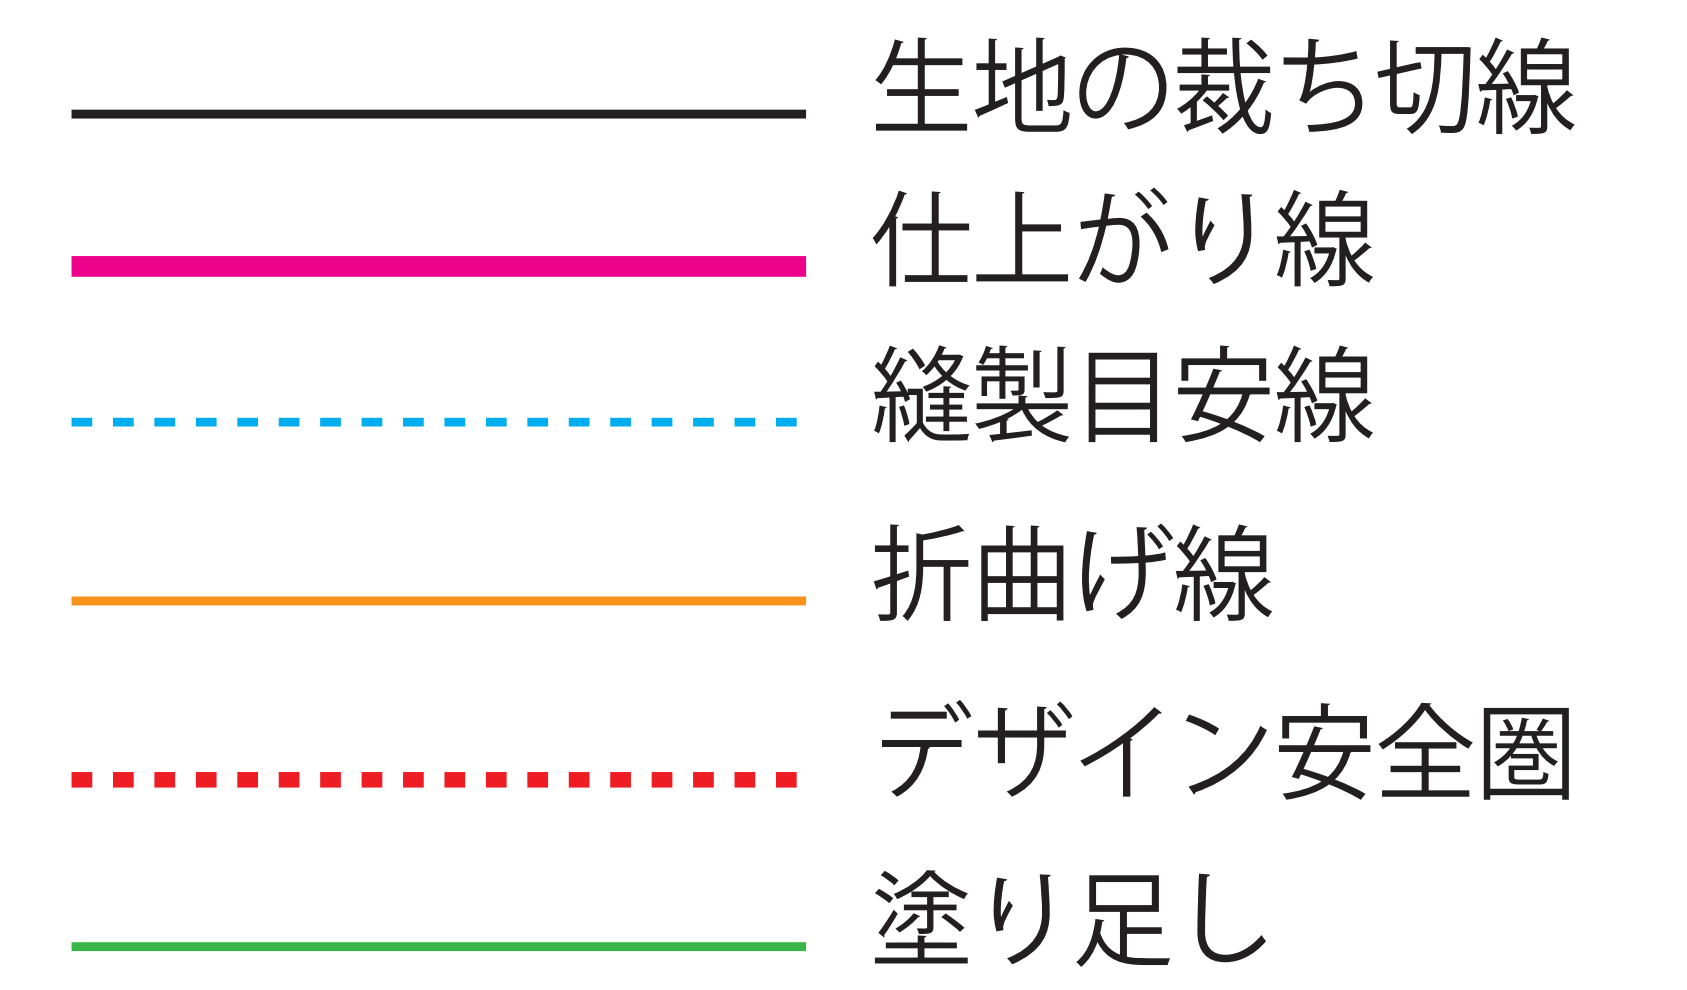 生地の裁ち切線
仕上がり線
縫製目安線
折曲げ線
デザイン安全圏
塗り足し